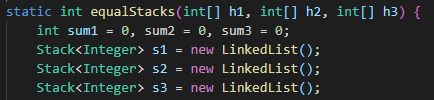 static int equalStacks(int[] h1, int[] h2, int[] h3) {
int sum1 = 0, sum2 = 0, sum3 = 0;
Stack<Integer> s1 = new LinkedList();
Stack<Integer> s2 = new LinkedList();
Stack<Integer> s3 = new LinkedList();